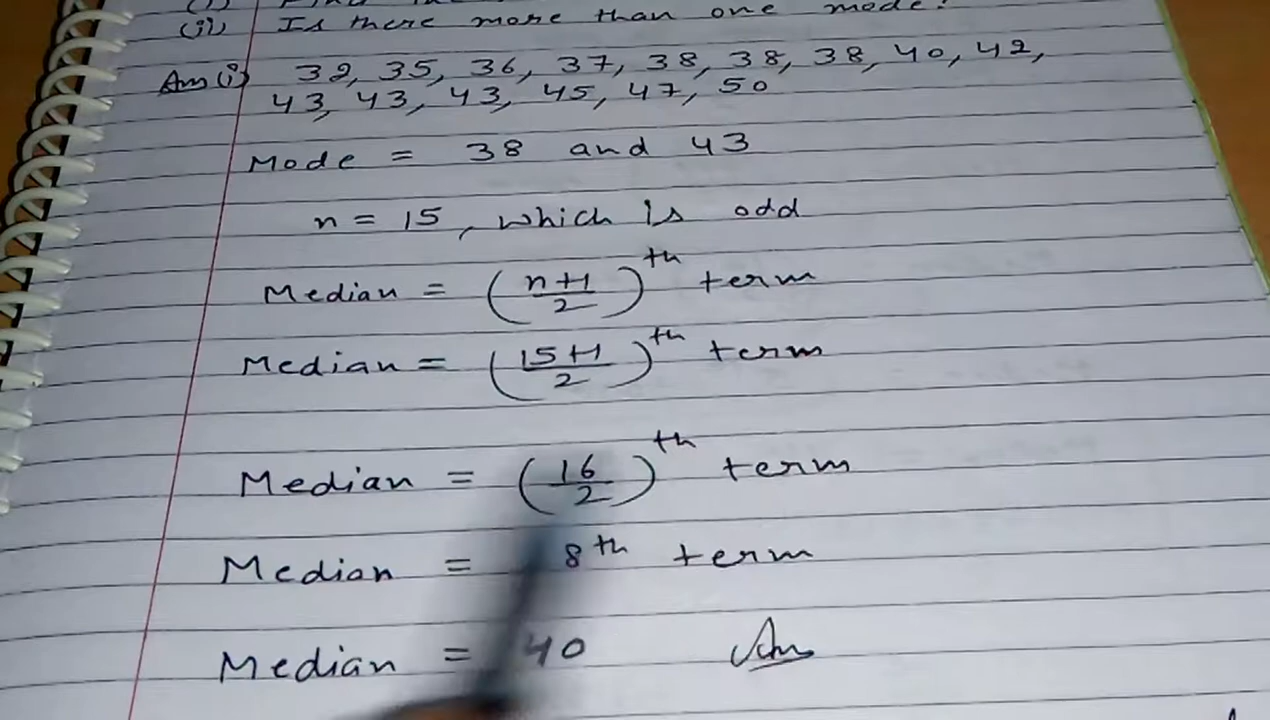 (ii) Is there more than one mode?
Ans(i) 32, 35, 36, 37, 38, 38, 38, 40, 42,
43, 43, 43, 45, 47, 50
Mode = 38 and 43
n = 15, which is odd
Median = (n+1/2)th term
Median = (15+1/2)th term
Median = (16/2)th term
Median = 8th term
Median = 40 Ans